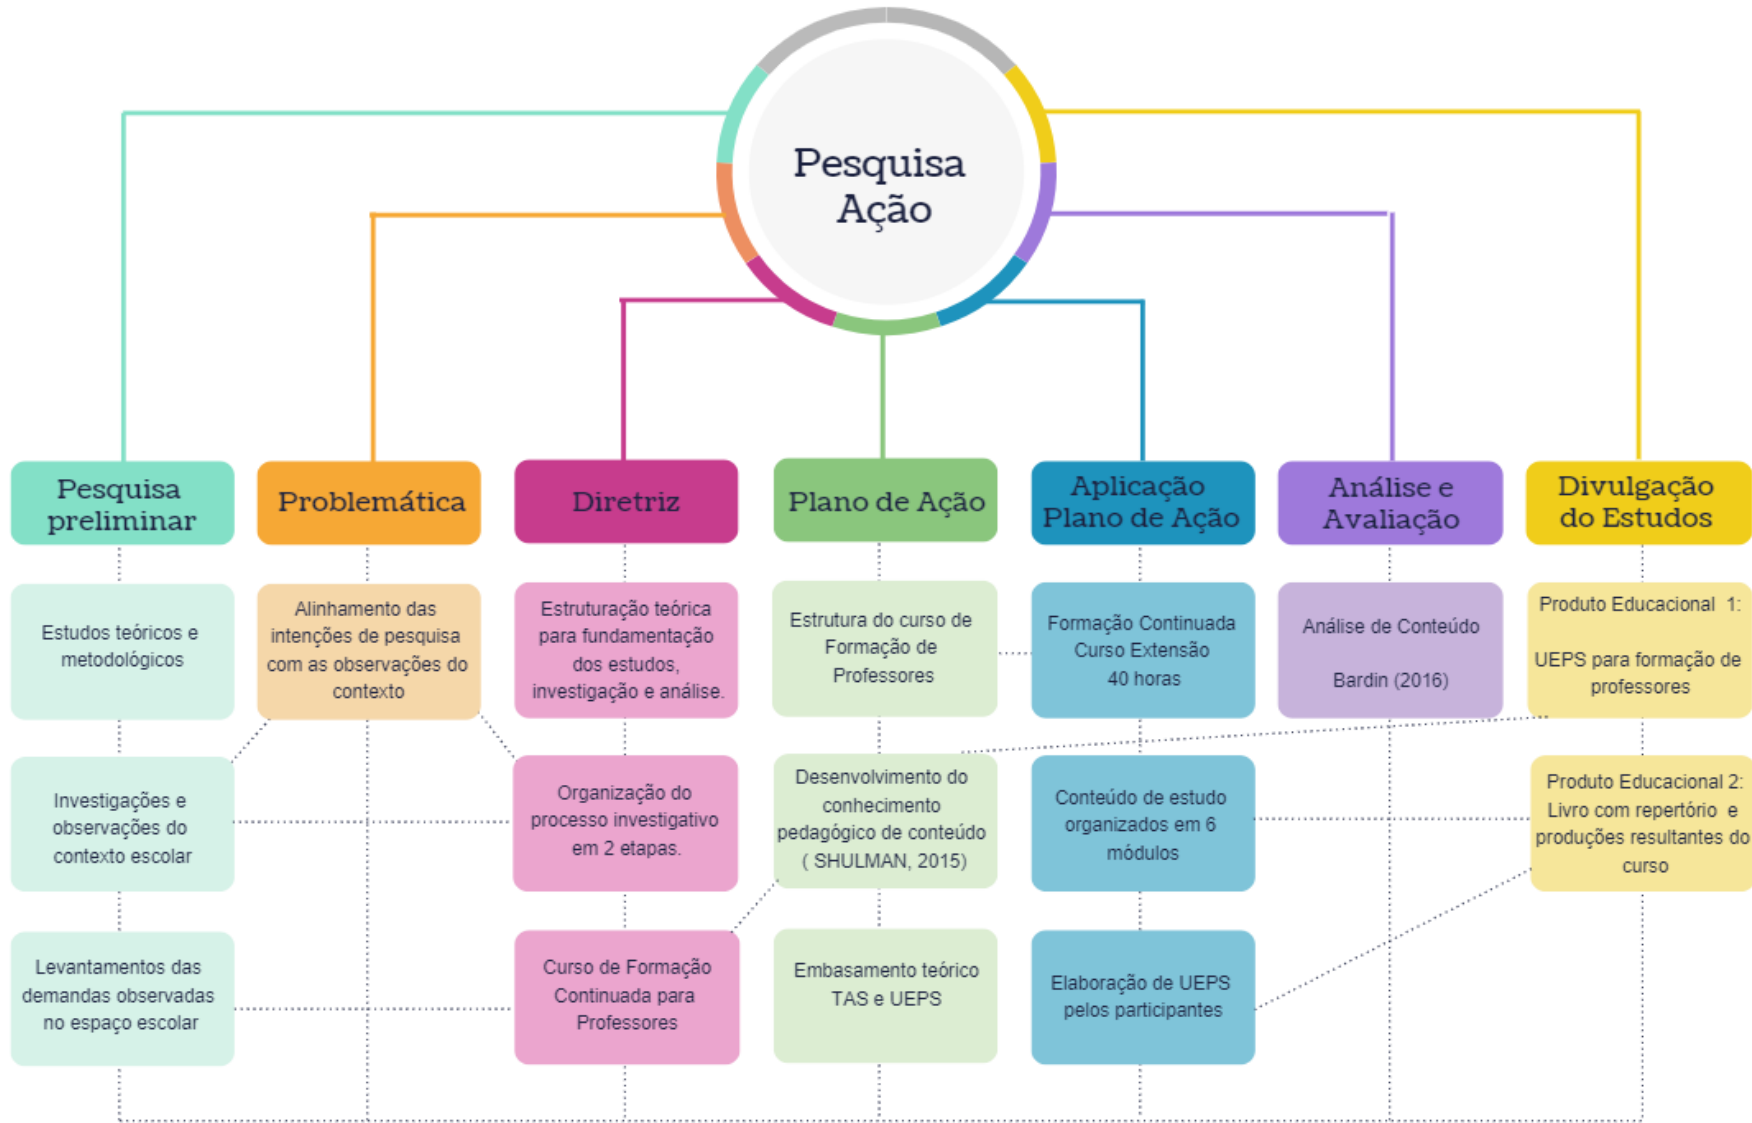 Pesquisa
Ação
Pesquisa
preliminar
Estudos teóricos e
metodológicos
Investigações e
observações do
contexto escolar
Levantamentos das
demandas observadas
no espaço escolar
Problemática
Alinhamento das
intenções de pesquisa
com as observações do
contexto
Diretriz
Estruturação teórica
para fundamentação
dos estudos,
investigação e análise.
Organização do
processo investigativo
em 2 etapas.
Curso de Formação
Continuada para
Professores
Plano de Ação
Estrutura do curso de
Formação de
Professores
Desenvolvimento do
conhecimento
pedagógico de conteúdo
( SHULMAN, 2015)
Embasamento teórico
TAS e UEPS
Aplicação
Plano de Ação
Formação Continuada
Curso Extensão
40 horas
Conteúdo de estudo
organizados em 6
módulos
Elaboração de UEPS
pelos participantes
Análise e
Avaliação
Análise de Conteúdo
Bardin (2016)
Divulgação
do Estudos
Produto Educacional 1:
UEPS para formação de
professores
Produto Educacional 2:
Livro com repertório e
produções resultantes do
curso